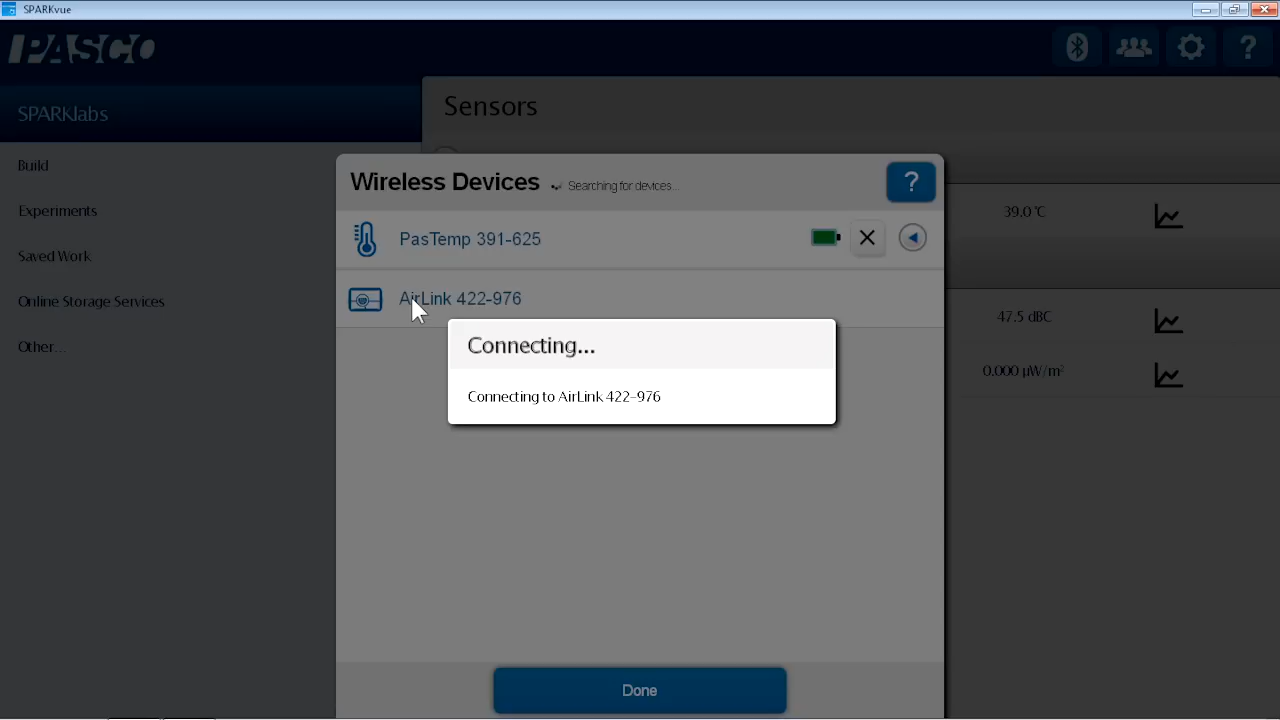 SPARKvue
PASCO
?
SPARKlabs
Sensors
Build
Experiments
Saved Work
Online Storage Services
Other...
Wireless Devices
Searching for devices...
?
PasTemp 391-625
AirLink 422-976
Connecting...
Connecting to AirLink 422-976
39.0 °C
47.5 dBC
0.000 µW/m²
Done